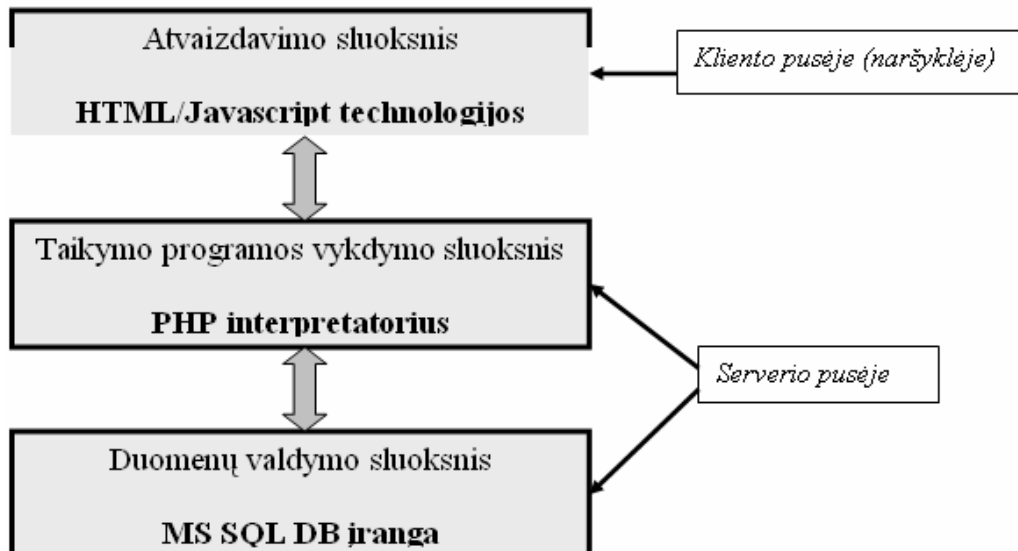 Atvaizdavimo sluoksnis
HTML/Javascript technologijos
Kliento pusėje (naršyklėje)
Taikymo programos vykdymo sluoksnis
PHP interpretatorius
Serverio pusėje
Duomenų valdymo sluoksnis
MS SQL DB įranga